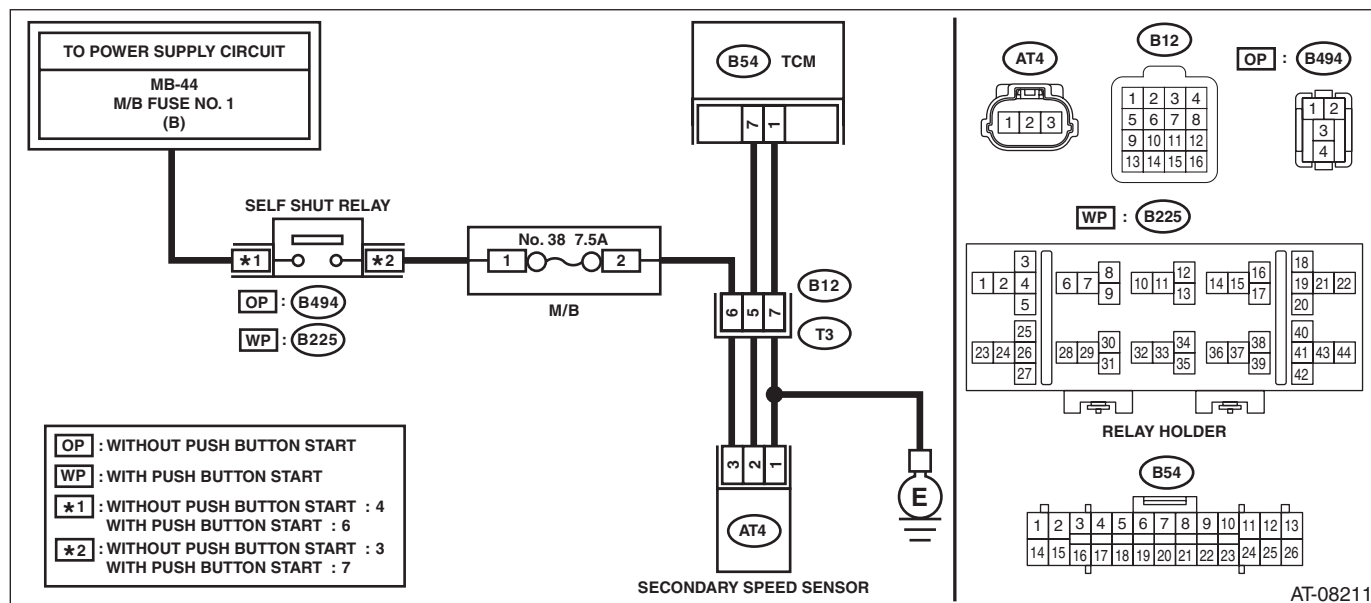 TO POWER SUPPLY CIRCUIT
MB-44
M/B FUSE NO. 1
(B)
SELF SHUT RELAY
*1
*2
OP : B494
WP : B225
No. 38 7.5A
1 2
M/B
B54 TCM
7 1
B12
6 5 7
T3
3 2 1
AT4
SECONDARY SPEED SENSOR
E
OP : WITHOUT PUSH BUTTON START
WP : WITH PUSH BUTTON START
*1 : WITHOUT PUSH BUTTON START : 4
WITH PUSH BUTTON START : 6
*2 : WITHOUT PUSH BUTTON START : 3
WITH PUSH BUTTON START : 7
AT4
1 2 3
B12
1 2 3 4
5 6 7 8
9 10 11 12
13 14 15 16
OP : B494
1 2
3
4
WP : B225
3 8 12 16 18
1 2 4 6 7 10 11 14 15 19 21 22
5 9 13 17 20
25 30 34 38 40
23 24 26 28 29 32 33 36 37 41 43 44
27 31 35 39 42
RELAY HOLDER
B54
1 2 3 4 5 6 7 8 9 10 11 12 13
14 15 16 17 18 19 20 21 22 23 24 25 26
AT-08211